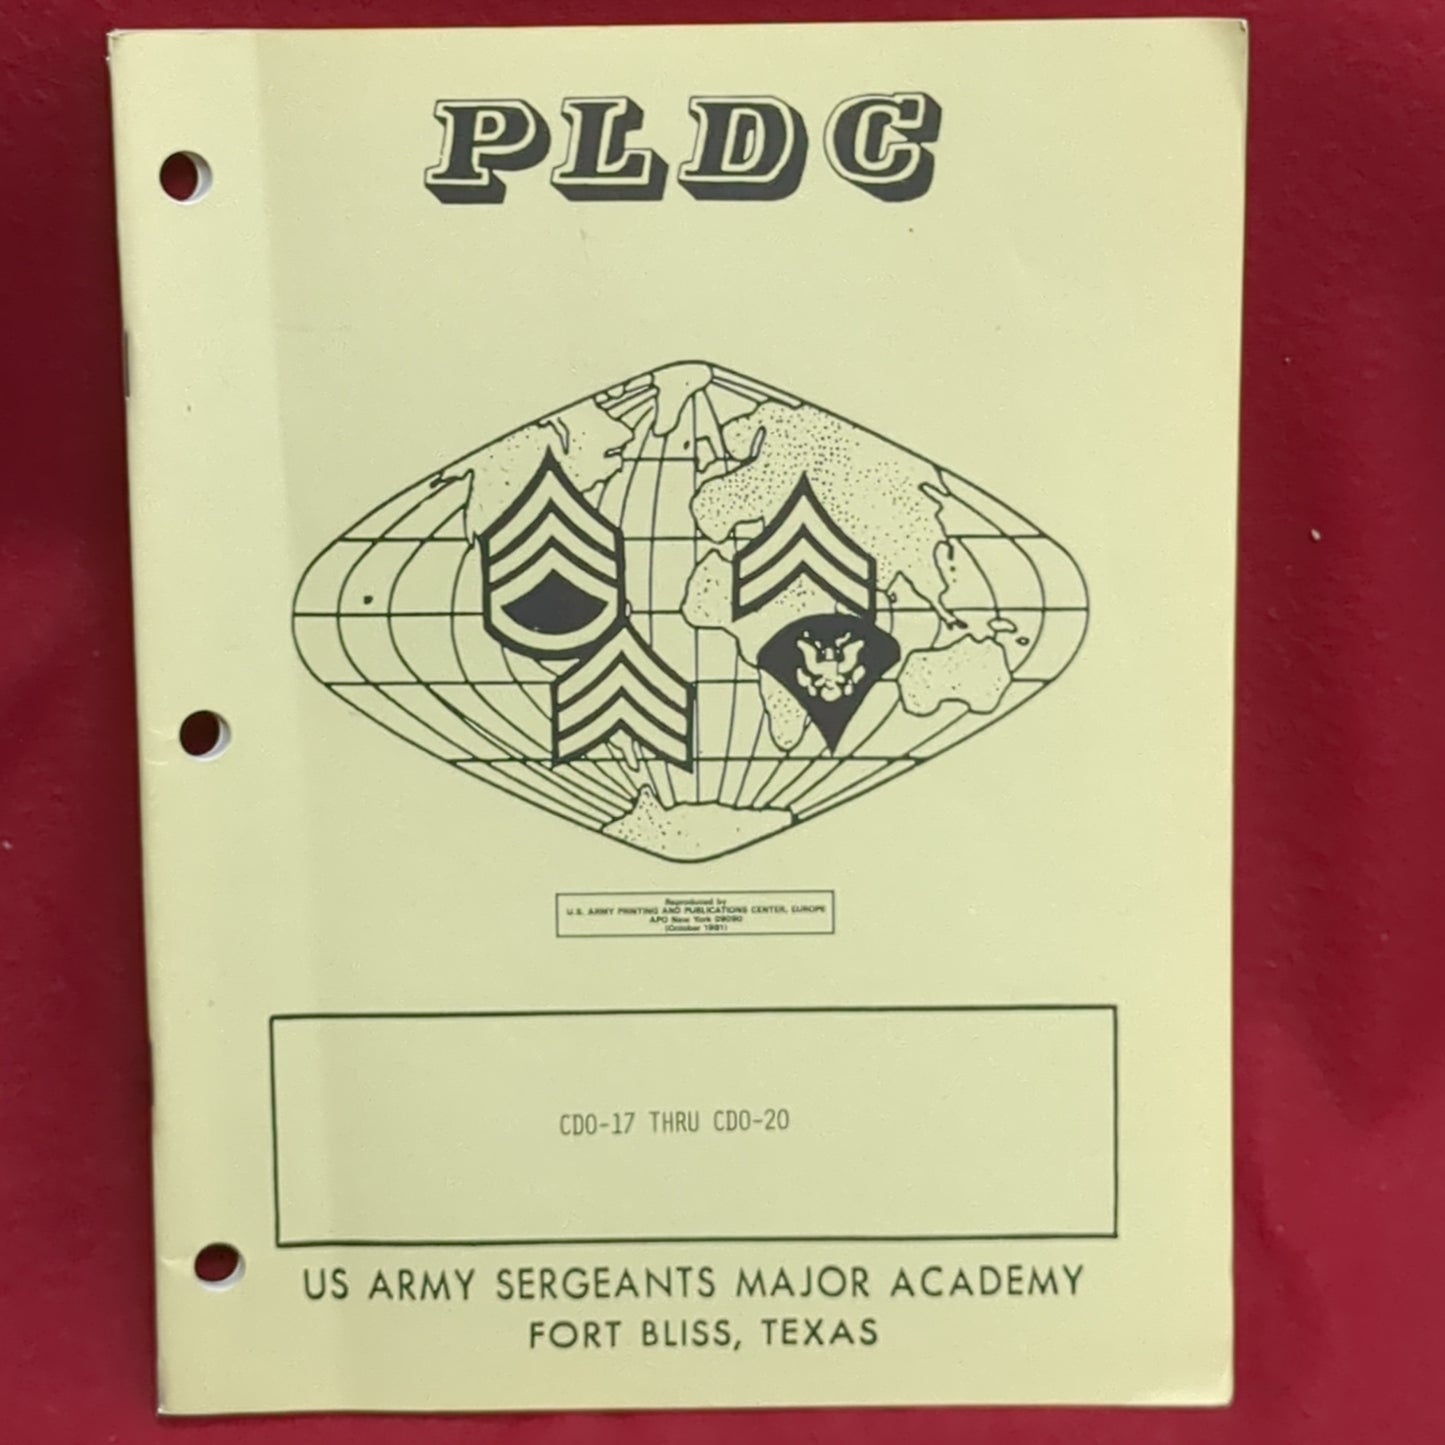 PLDC
Reproduced by
U.S. ARMY PRINTING AND PUBLICATIONS CENTER, EUROPE
APO New York 09090
(October 1991)
CDO-17 THRU CDO-20
US ARMY SERGEANTS MAJOR ACADEMY
FORT BLISS, TEXAS